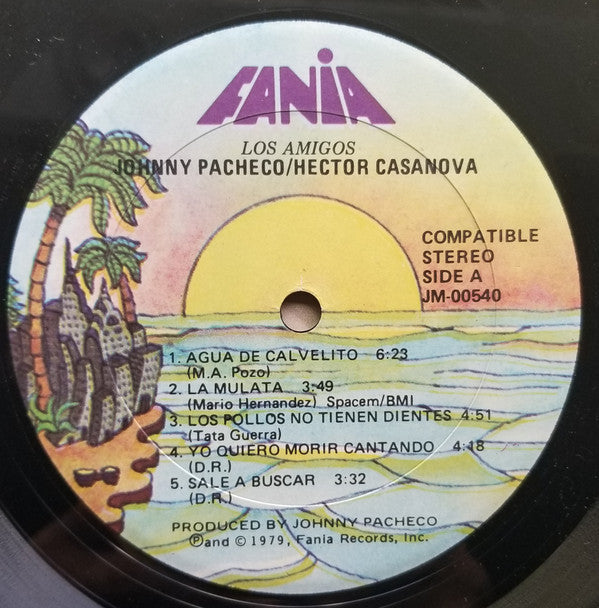 FANIA
LOS AMIGOS
JOHNNY PACHECO/HECTOR CASANOVA
COMPATIBLE
STEREO
SIDE A
JM-00540
1. AGUA DE CALVELITO 6:23
(M.A. Pozo)
2. LA MULATA 3:49
(Mario Hernandez) Spacem/BMI
3. LOS POLLOS NO TIENEN DIENTES 4:51
(Tata Guerra)
4. YO QUIERO MORIR CANTANDO 4:18
(D.R.)
5. SALE A BUSCAR 3:32
(D.R.)
PRODUCED BY JOHNNY PACHECO
℗and © 1979, Fania Records, Inc.